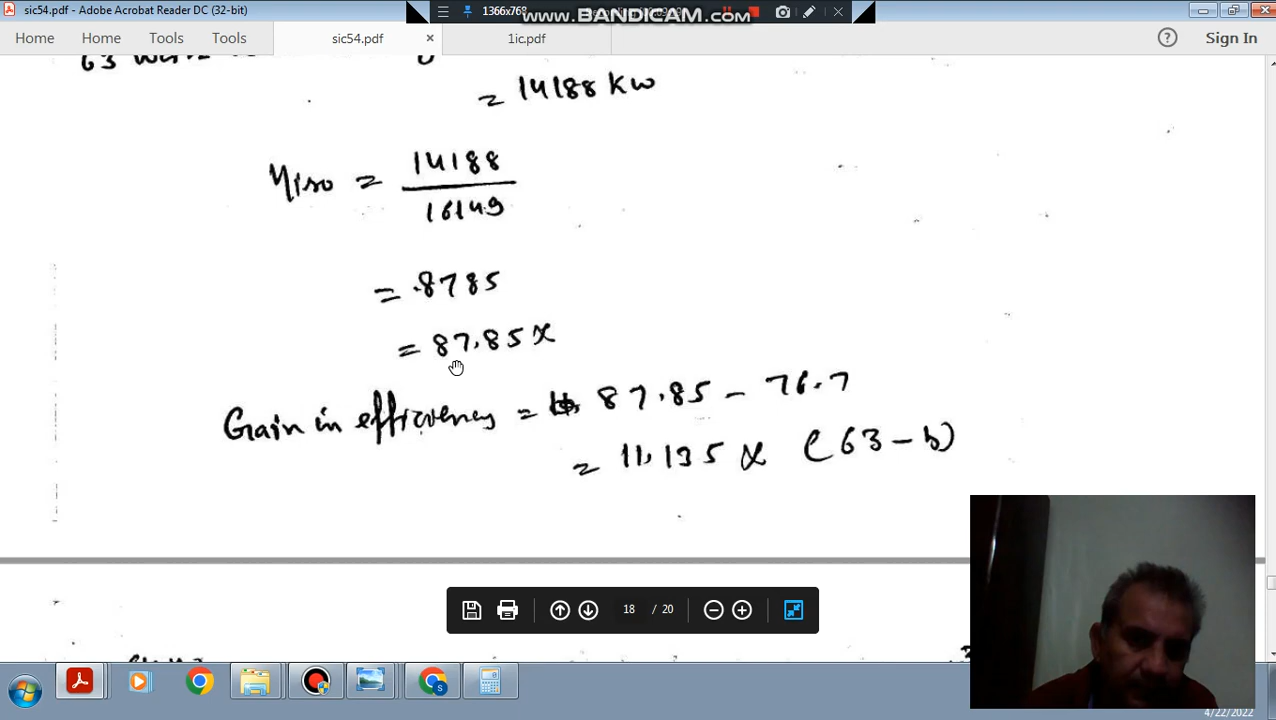 sic54.pdf - Adobe Acrobat Reader DC (32-bit)
1366x768
www.BANDICAM.com
Home Home Tools Tools sic54.pdf 1ic.pdf Sign In
63
= 14188 KW
ηiso = 14188
16149
= .8785
= 87.85 %
Gain in efficiency = 87.85 - 76.7
= 11.135 % (63-b)
18 / 20
4/22/2022